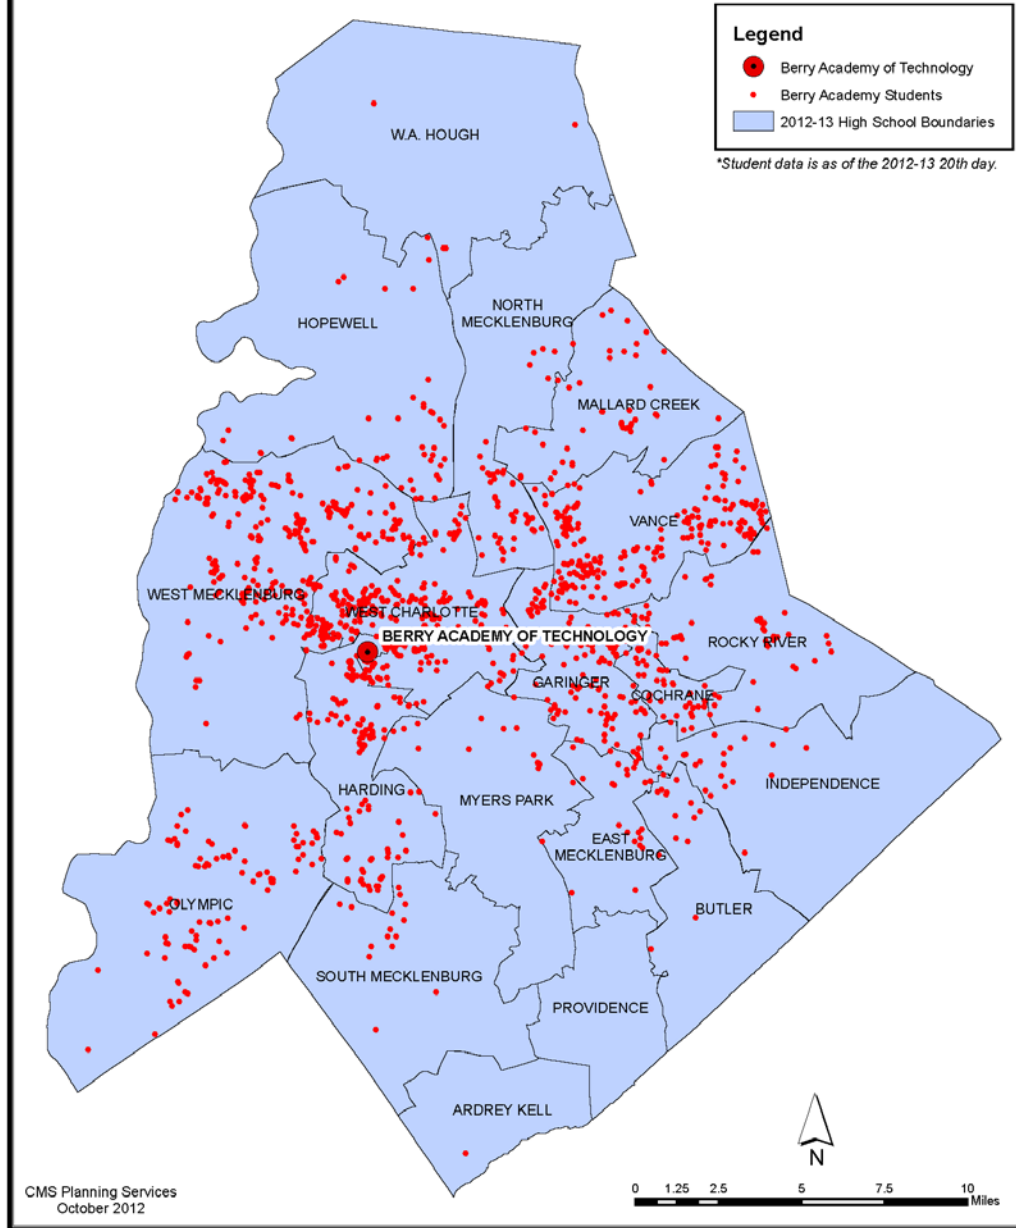 Legend
Berry Academy of Technology
Berry Academy Students
2012-13 High School Boundaries
*Student data is as of the 2012-13 20th day.
W.A. HOUGH
HOPEWELL
NORTH
MECKLENBURG
MALLARD CREEK
VANCE
WEST MECKLENBURG
WEST CHARLOTTE
BERRY ACADEMY OF TECHNOLOGY
ROCKY RIVER
GARINGER
COCHRANE
HARDING
MYERS PARK
INDEPENDENCE
EAST
MECKLENBURG
OLYMPIC
BUTLER
SOUTH MECKLENBURG
PROVIDENCE
ARDREY KELL
N
CMS Planning Services
October 2012
0 1.25 2.5 5 7.5 10
Miles